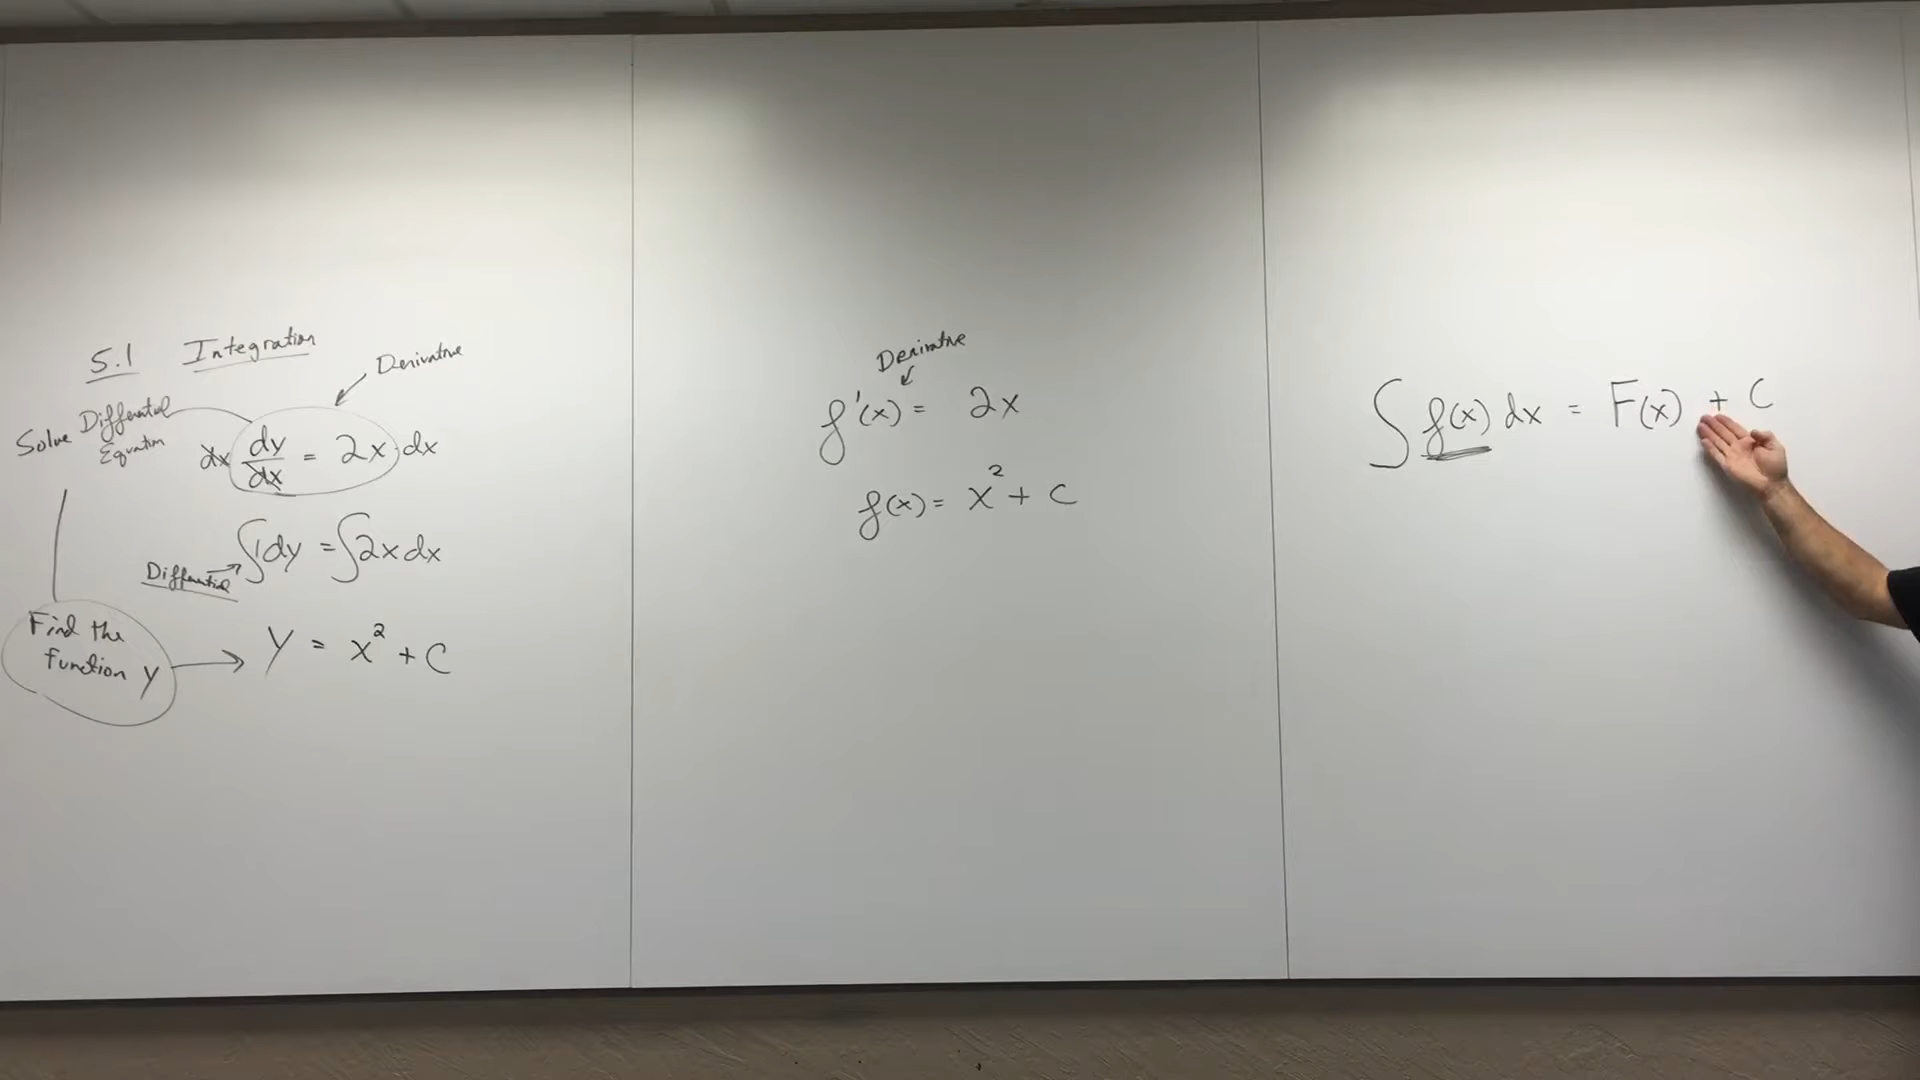 5.1 Integration
Derivative
Solve Differential
Equation
dx dy/dx = 2x dx
Differential
∫1dy = ∫2x dx
Find the
function y
y = x² + C
Derivative
f'(x) = 2x
f(x) = x² + C
∫f(x) dx = F(x) + C